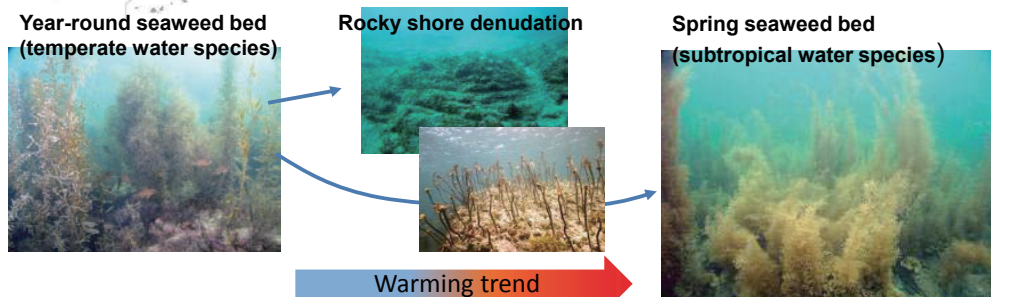 Year-round seaweed bed
(temperate water species)
Rocky shore denudation
Spring seaweed bed
(subtropical water species)
Warming trend